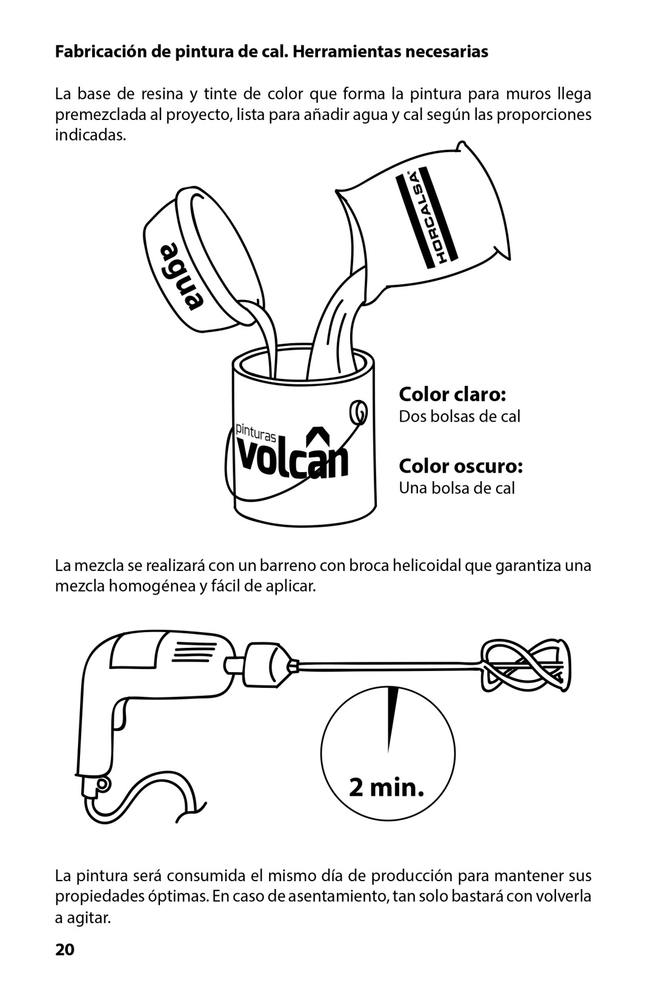 Fabricación de pintura de cal. Herramientas necesarias
La base de resina y tinte de color que forma la pintura para muros llega
premezclada al proyecto, lista para añadir agua y cal según las proporciones
indicadas.
HORCALSA®
agua
Color claro:
Dos bolsas de cal
pinturas
volcân
Color oscuro:
Una bolsa de cal
La mezcla se realizará con un barreno con broca helicoidal que garantiza una
mezcla homogénea y fácil de aplicar.
2 min.
La pintura será consumida el mismo día de producción para mantener sus
propiedades óptimas. En caso de asentamiento, tan solo bastará con volverla
a agitar.
20